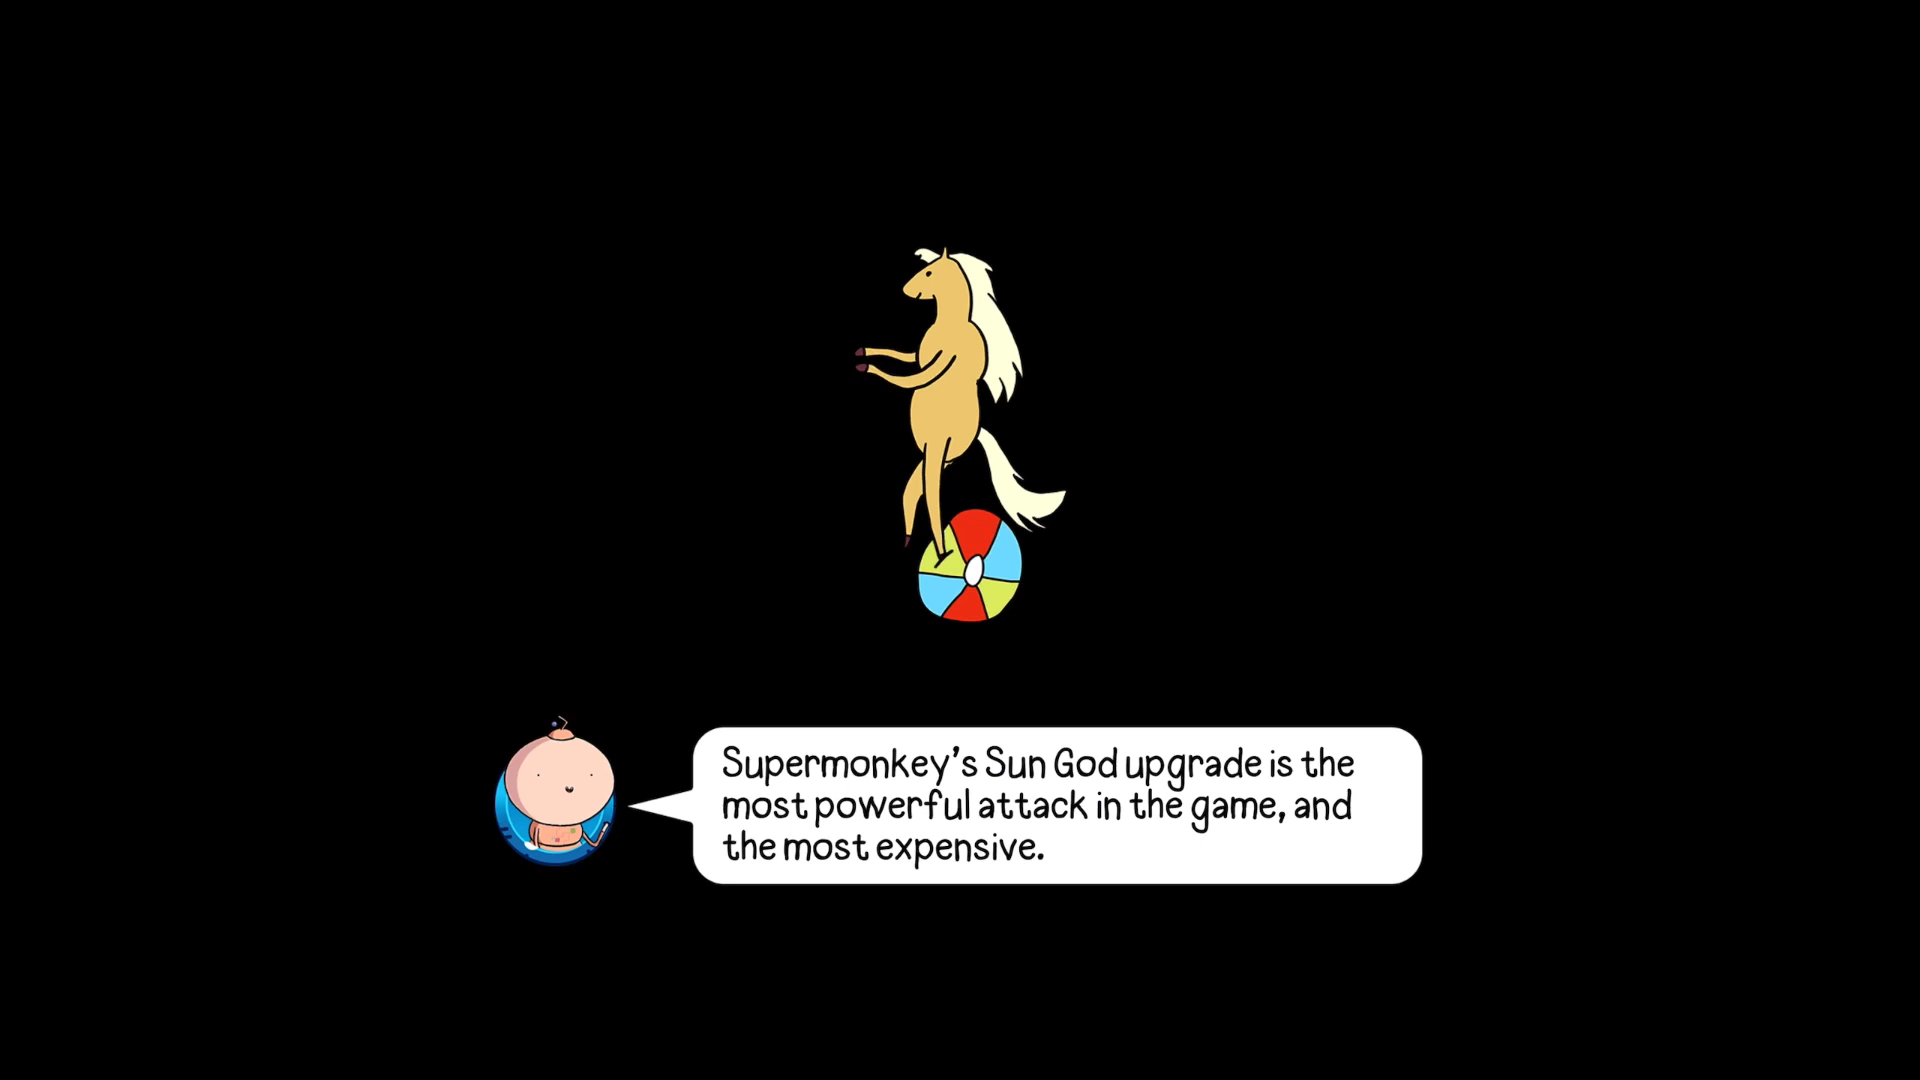 Supermonkey's Sun God upgrade is the
most powerful attack in the game, and
the most expensive.